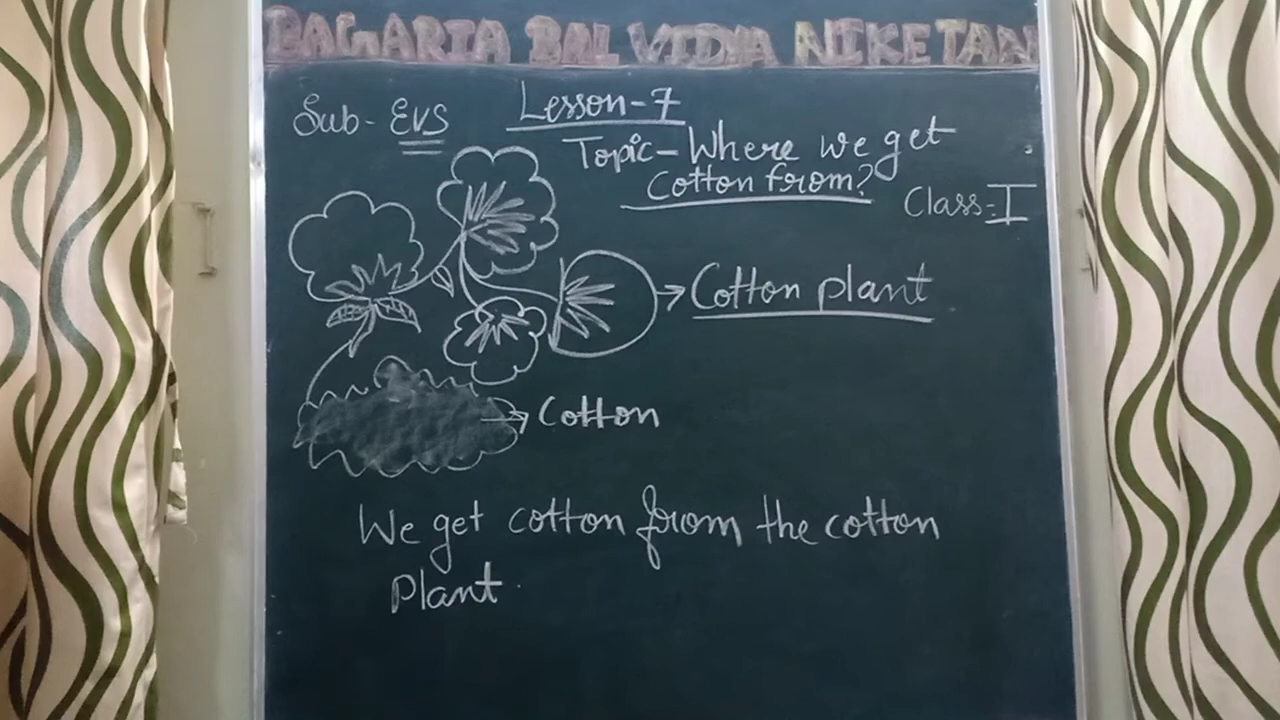 BAGARIA BAL VIDYA NIKETAN
Sub- EVS
Lesson-7
Topic- Where we get
Cotton from?
Class-I
→ Cotton plant
→ Cotton
We get cotton from the cotton
Plant.